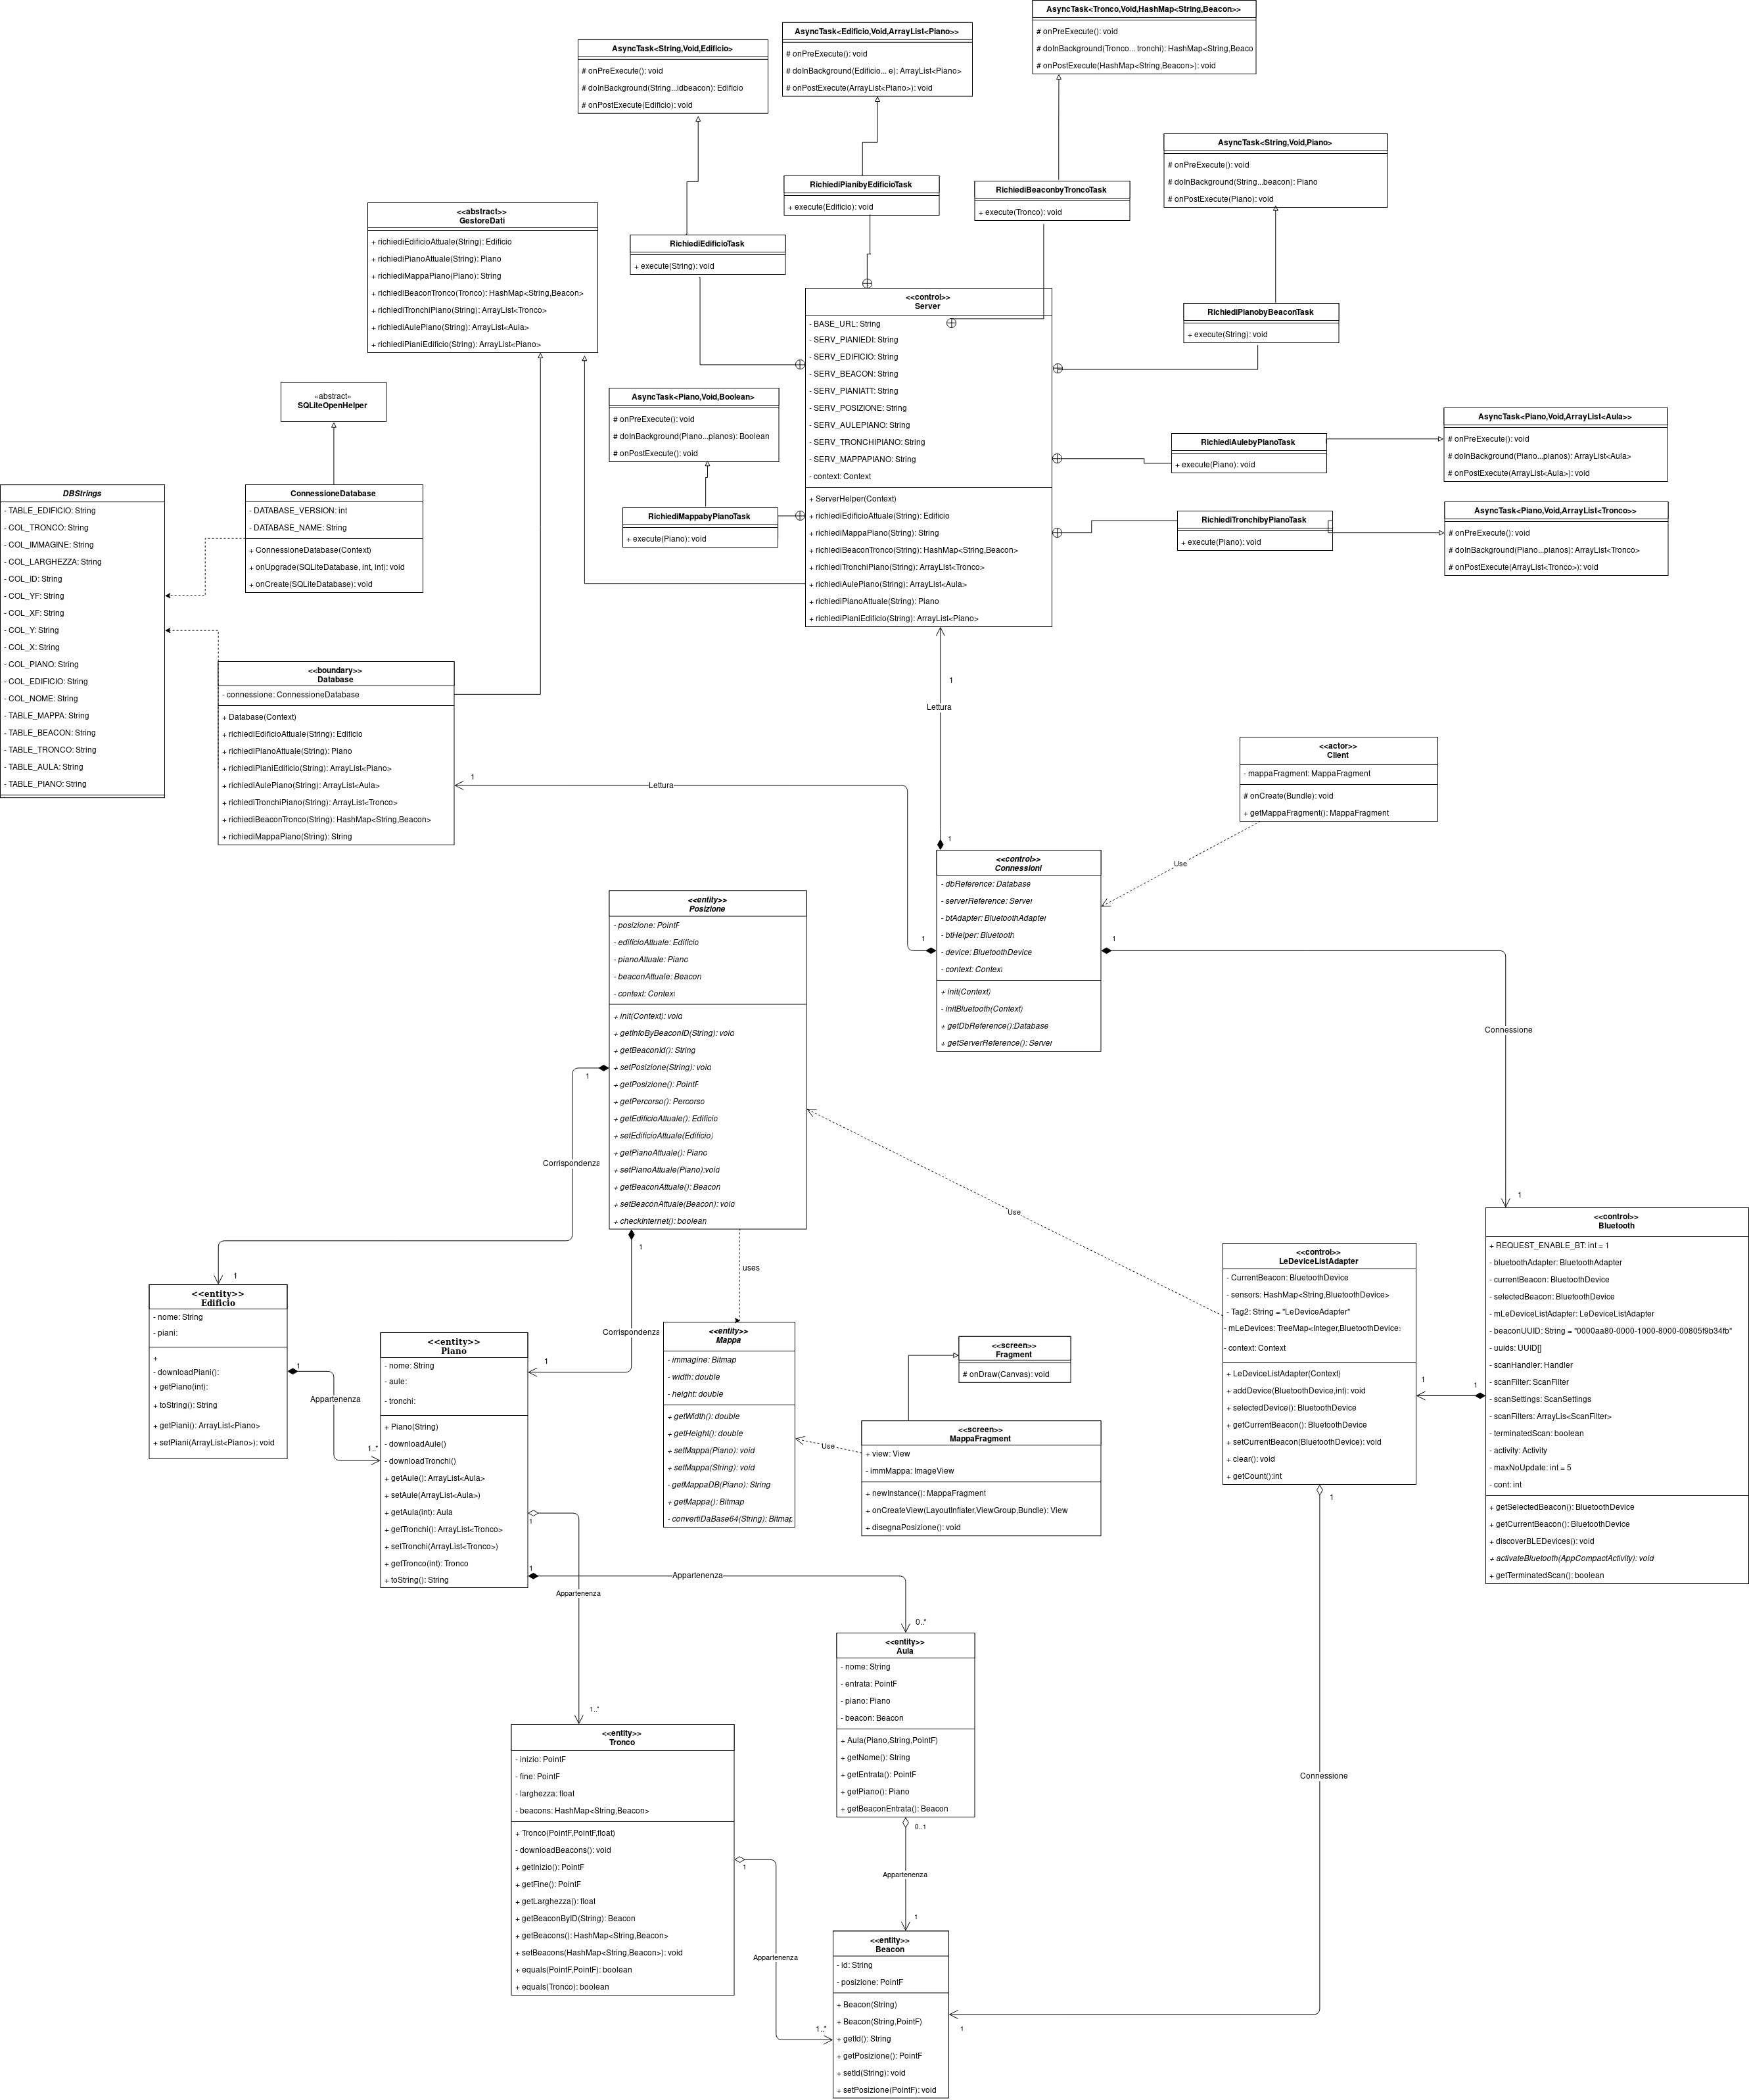 AsyncTask<Tronco,Void,HashMap<String,Beacon>>
# onPreExecute(): void
# doInBackground(Tronco... tronchi): HashMap<String,Beaco
# onPostExecute(HashMap<String,Beacon>): void
AsyncTask<Edificio,Void,ArrayList<Piano>>
# onPreExecute(): void
# doInBackground(Edificio... e): ArrayList<Piano>
# onPostExecute(ArrayList<Piano>): void
AsyncTask<String,Void,Edificio>
# onPreExecute(): void
# doInBackground(String...idbeacon): Edificio
# onPostExecute(Edificio): void
AsyncTask<String,Void,Piano>
# onPreExecute(): void
# doInBackground(String...beacon): Piano
# onPostExecute(Piano): void
RichiediPianibyEdificioTask
+ execute(Edificio): void
RichiediBeaconbyTroncoTask
+ execute(Tronco): void
<<abstract>>
GestoreDati
+ richiediEdificioAttuale(String): Edificio
+ richiediPianoAttuale(String): Piano
+ richiediMappaPiano(Piano): String
+ richiediBeaconTronco(Tronco): HashMap<String,Beacon>
+ richiediTronchiPiano(String): ArrayList<Tronco>
+ richiediAulePiano(String): ArrayList<Aula>
+ richiediPianiEdificio(String): ArrayList<Piano>
RichiediEdificioTask
+ execute(String): void
<<control>>
Server
- BASE_URL: String
- SERV_PIANIEDI: String
- SERV_EDIFICIO: String
- SERV_BEACON: String
- SERV_PIANIATT: String
- SERV_POSIZIONE: String
- SERV_AULEPIANO: String
- SERV_TRONCHIPIANO: String
- SERV_MAPPAPIANO: String
- context: Context
+ ServerHelper(Context)
+ richiediEdificioAttuale(String): Edificio
+ richiediMappaPiano(String): String
+ richiediBeaconTronco(String): HashMap<String,Beacon>
+ richiediTronchiPiano(String): ArrayList<Tronco>
+ richiediAulePiano(String): ArrayList<Aula>
+ richiediPianoAttuale(String): Piano
+ richiediPianiEdificio(String): ArrayList<Piano>
RichiediPianobyBeaconTask
+ execute(String): void
«abstract»
SQLiteOpenHelper
AsyncTask<Piano,Void,Boolean>
# onPreExecute(): void
# doInBackground(Piano...pianos): Boolean
# onPostExecute(): void
AsyncTask<Piano,Void,ArrayList<Aula>>
# onPreExecute(): void
# doInBackground(Piano...pianos): ArrayList<Aula>
# onPostExecute(ArrayList<Aula>): void
RichiediAulebyPianoTask
+ execute(Piano): void
AsyncTask<Piano,Void,ArrayList<Tronco>>
# onPreExecute(): void
# doInBackground(Piano...pianos): ArrayList<Tronco>
# onPostExecute(ArrayList<Tronco>): void
RichiediTronchibyPianoTask
+ execute(Piano): void
RichiediMappabyPianoTask
+ execute(Piano): void
DBStrings
- TABLE_EDIFICIO: String
- COL_TRONCO: String
- COL_IMMAGINE: String
- COL_LARGHEZZA: String
- COL_ID: String
- COL_YF: String
- COL_XF: String
- COL_Y: String
- COL_X: String
- COL_PIANO: String
- COL_EDIFICIO: String
- COL_NOME: String
- TABLE_MAPPA: String
- TABLE_BEACON: String
- TABLE_TRONCO: String
- TABLE_AULA: String
- TABLE_PIANO: String
ConnessioneDatabase
- DATABASE_VERSION: int
- DATABASE_NAME: String
+ ConnessioneDatabase(Context)
+ onUpgrade(SQLiteDatabase, int, int): void
+ onCreate(SQLiteDatabase): void
<<boundary>>
Database
- connessione: ConnessioneDatabase
+ Database(Context)
+ richiediEdificioAttuale(String): Edificio
+ richiediPianoAttuale(String): Piano
+ richiediPianiEdificio(String): ArrayList<Piano>
+ richiediAulePiano(String): ArrayList<Aula>
+ richiediTronchiPiano(String): ArrayList<Tronco>
+ richiediBeaconTronco(String): HashMap<String,Beacon>
+ richiediMappaPiano(String): String
1
Lettura
1
Lettura
1
1
<<actor>>
Client
- mappaFragment: MappaFragment
# onCreate(Bundle): void
+ getMappaFragment(): MappaFragment
Use
<<control>>
Connessioni
- dbReference: Database
- serverReference: Server
- btAdapter: BluetoothAdapter
- btHelper: Bluetooth
- device: BluetoothDevice
- context: Context
+ init(Context)
- initBluetooth(Context)
+ getDbReference():Database
+ getServerReference(): Server
1
Connessione
1
<<entity>>
Posizione
- posizione: PointF
- edificioAttuale: Edificio
- pianoAttuale: Piano
- beaconAttuale: Beacon
- context: Context
+ init(Context): void
+ getInfoByBeaconID(String): void
+ getBeaconId(): String
+ setPosizione(String): void
+ getPosizione(): PointF
+ getPercorso(): Percorso
+ getEdificioAttuale(): Edificio
+ setEdificioAttuale(Edificio)
+ getPianoAttuale(): Piano
+ setPianoAttuale(Piano):void
+ getBeaconAttuale(): Beacon
+ setBeaconAttuale(Beacon): void
+ checkInternet(): boolean
1
Corrispondenza
1
1
uses
Corrispondenza
1
Use
<<control>>
Bluetooth
+ REQUEST_ENABLE_BT: int = 1
- bluetoothAdapter: BluetoothAdapter
- currentBeacon: BluetoothDevice
- selectedBeacon: BluetoothDevice
- mLeDeviceListAdapter: LeDeviceListAdapter
- beaconUUID: String = "0000aa80-0000-1000-8000-00805f9b34fb"
- uuids: UUID[]
- scanHandler: Handler
- scanFilter: ScanFilter
- scanSettings: ScanSettings
- scanFilters: ArrayLis<ScanFilter>
- terminatedScan: boolean
- activity: Activity
- maxNoUpdate: int = 5
- cont: int
+ getSelectedBeacon(): BluetoothDevice
+ getCurrentBeacon(): BluetoothDevice
+ discoverBLEDevices(): void
+ activateBluetooth(AppCompactActivity): void
+ getTerminatedScan(): boolean
<<control>>
LeDeviceListAdapter
- CurrentBeacon: BluetoothDevice
- sensors: HashMap<String,BluetoothDevice>
- Tag2: String = "LeDeviceAdapter"
- mLeDevices: TreeMap<Integer,BluetoothDevice>
- context: Context
+ LeDeviceListAdapter(Context)
+ addDevice(BluetoothDevice,int): void
+ selectedDevice(): BluetoothDevice
+ getCurrentBeacon(): BluetoothDevice
+ setCurrentBeacon(BluetoothDevice): void
+ clear(): void
+ getCount():int
1
1
1
<<entity>>
Edificio
- nome: String
- piani:
+
- downloadPiani():
+ getPiano(int):
+ toString(): String
+ getPiani(): ArrayList<Piano>
+ setPiani(ArrayList<Piano>): void
1
Appartenenza
1..*
<<entity>>
Piano
- nome: String
- aule:
- tronchi:
+ Piano(String)
- downloadAule()
- downloadTronchi()
+ getAule(): ArrayList<Aula>
+ setAule(ArrayList<Aula>)
+ getAula(int): Aula
+ getTronchi(): ArrayList<Tronco>
+ setTronchi(ArrayList<Tronco>)
+ getTronco(int): Tronco
+ toString(): String
<<entity>>
Mappa
- immagine: Bitmap
- width: double
- height: double
+ getWidth(): double
+ getHeight(): double
+ setMappa(Piano): void
+ setMappa(String): void
- getMappaDB(Piano): String
+ getMappa(): Bitmap
- convertiDaBase64(String): Bitmap
Use
<<screen>>
Fragment
# onDraw(Canvas): void
<<screen>>
MappaFragment
+ view: View
- immMappa: ImageView
+ newInstance(): MappaFragment
+ onCreateView(LayoutInflater,ViewGroup,Bundle): View
+ disegnaPosizione(): void
1
1
Appartenenza
Appartenenza
0..*
1..*
<<entity>>
Aula
- nome: String
- entrata: PointF
- piano: Piano
- beacon: Beacon
+ Aula(Piano,String,PointF)
+ getNome(): String
+ getEntrata(): PointF
+ getPiano(): Piano
+ getBeaconEntrata(): Beacon
0..1
Appartenenza
1
Connessione
<<entity>>
Tronco
- inizio: PointF
- fine: PointF
- larghezza: float
- beacons: HashMap<String,Beacon>
+ Tronco(PointF,PointF,float)
- downloadBeacons(): void
+ getInizio(): PointF
+ getFine(): PointF
+ getLarghezza(): float
+ getBeaconByID(String): Beacon
+ getBeacons(): HashMap<String,Beacon>
+ setBeacons(HashMap<String,Beacon>): void
+ equals(PointF,PointF): boolean
+ equals(Tronco): boolean
1
Appartenenza
1..*
<<entity>>
Beacon
- id: String
- posizione: PointF
+ Beacon(String)
+ Beacon(String,PointF)
+ getId(): String
+ getPosizione(): PointF
+ setId(String): void
+ setPosizione(PointF): void
1